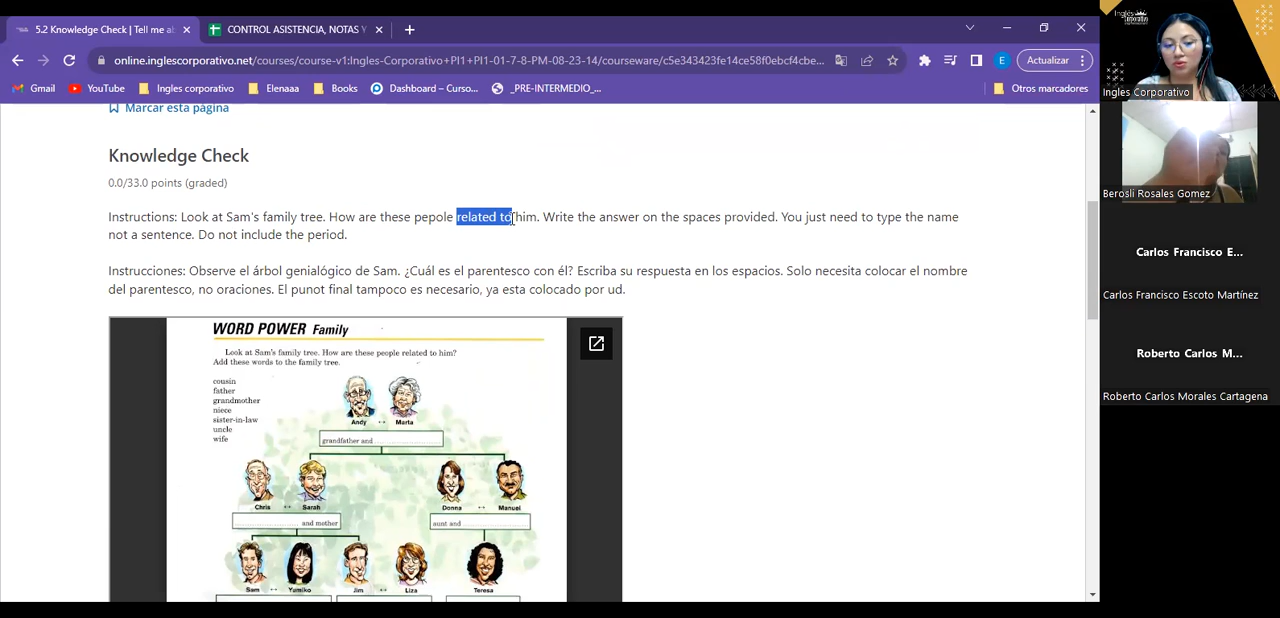 5.2 Knowledge Check | Tell me ab
CONTROL ASISTENCIA, NOTAS Y
online.inglescorporativo.net/courses/course-v1:Ingles-Corporativo+PI1+PI1-01-7-8-PM-08-23-14/courseware/c5e343423fe14ce58f0ebcf4cbe...
Actualizar
E
Gmail
YouTube
Ingles corporativo
Elenaaa
Books
Dashboard – Curso...
_PRE-INTERMEDIO_...
Otros marcadores
Marcar esta página
Knowledge Check
0.0/33.0 points (graded)
Instructions: Look at Sam's family tree. How are these pepole related to him. Write the answer on the spaces provided. You just need to type the name
not a sentence. Do not include the period.
Instrucciones: Observe el árbol genialógico de Sam. ¿Cuál es el parentesco con él? Escriba su respuesta en los espacios. Solo necesita colocar el nombre
del parentesco, no oraciones. El punot final tampoco es necesario, ya esta colocado por ud.
WORD POWER Family
Look at Sam's family tree. How are these people related to him?
Add these words to the family tree.
cousin
father
grandmother
niece
sister-in-law
uncle
wife
Andy ↔ Marta
grandfather and
Chris ↔ Sarah
Donna ↔ Manuel
and mother
aunt and
Sam ↔ Yumiko
Jim ↔ Liza
Teresa
Inglés
Corporativo
Ingles Corporativo
Berosli Rosales Gomez
Carlos Francisco E...
Carlos Francisco Escoto Martínez
Roberto Carlos M...
Roberto Carlos Morales Cartagena